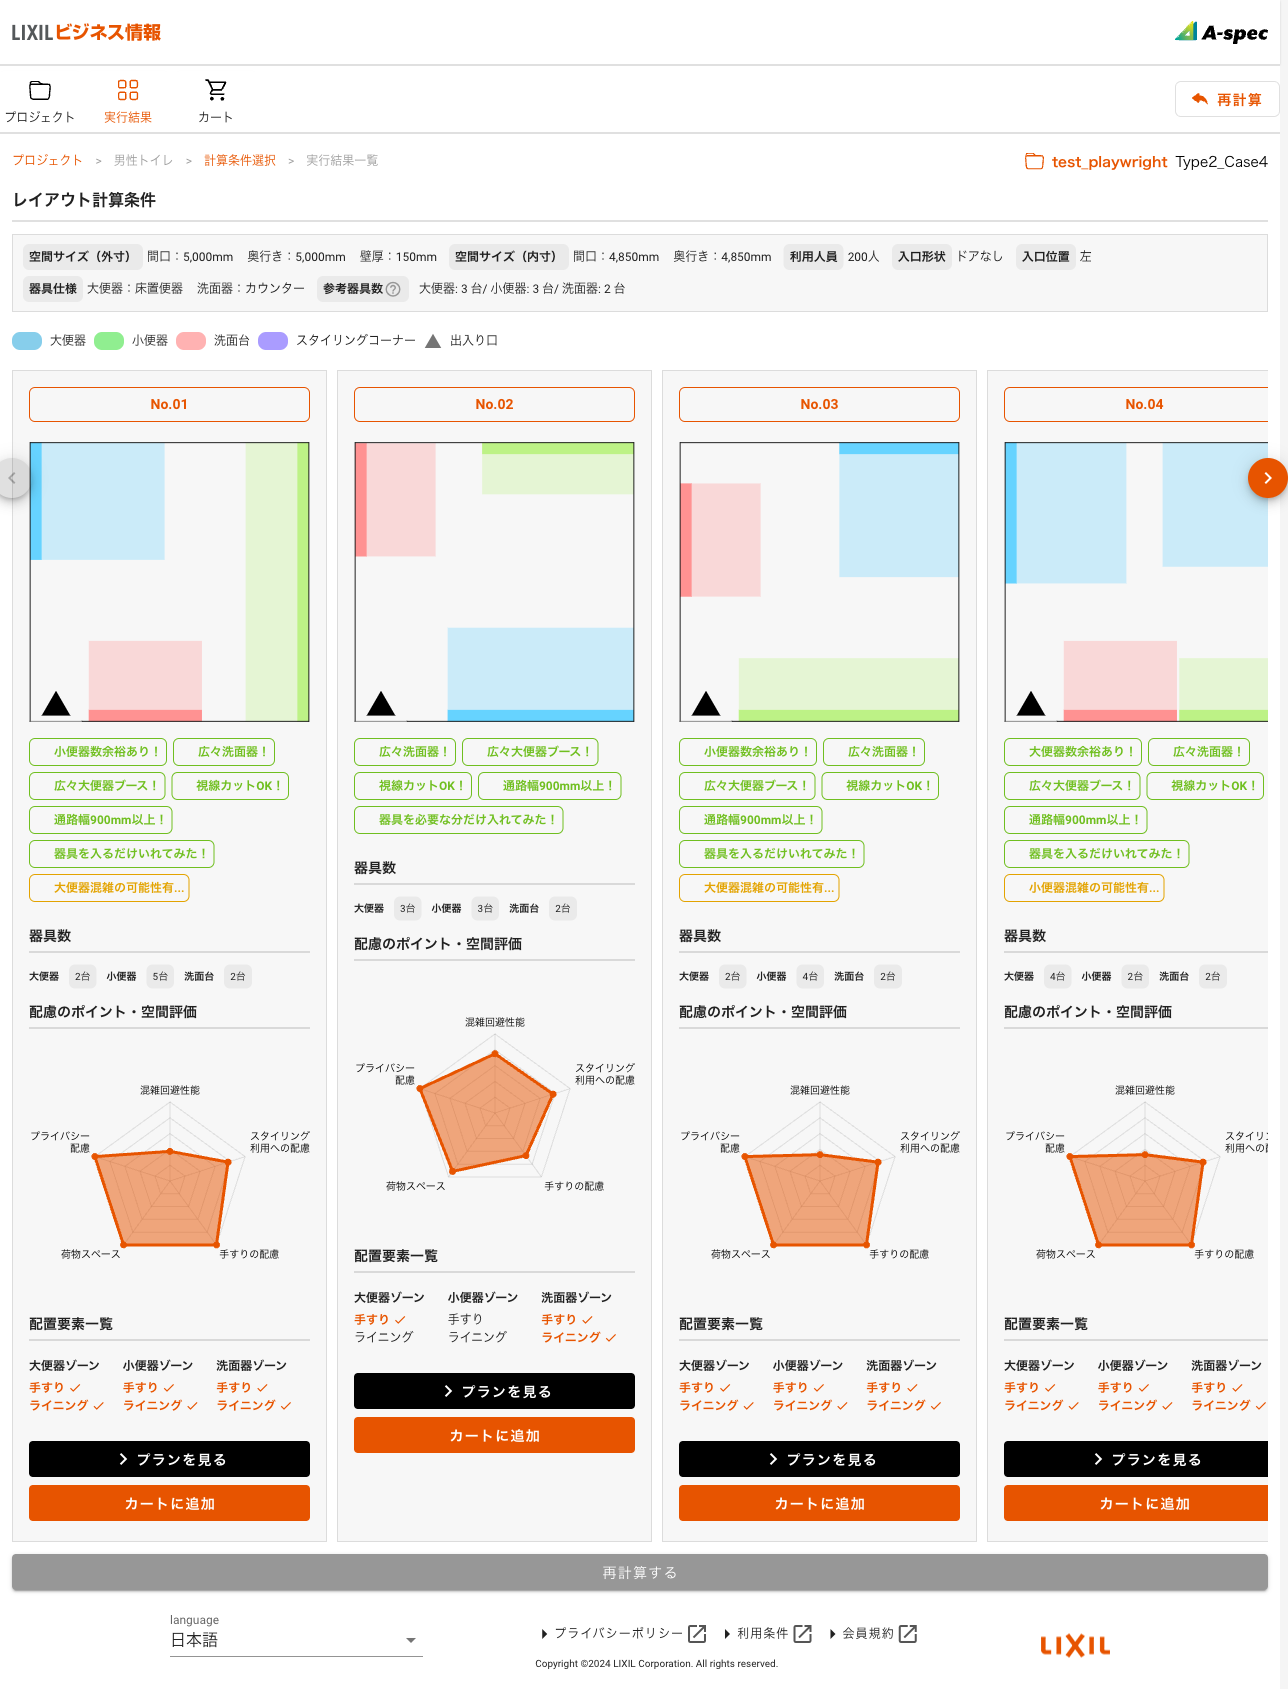 LIXILビジネス情報
A-spec
プロジェクト 実行結果 カート
再計算
プロジェクト > 男性トイレ > 計算条件選択 > 実行結果一覧
test_playwright Type2_Case4
レイアウト計算条件
空間サイズ（外寸） 間口：5,000mm 奥行き：5,000mm 壁厚：150mm 空間サイズ（内寸） 間口：4,850mm 奥行き：4,850mm 利用人員 200人 入口形状 ドアなし 入口位置 左
器具仕様 大便器：床置便器 洗面器：カウンター 参考器具数 ? 大便器: 3 台/ 小便器: 3 台/ 洗面器: 2 台
大便器 小便器 洗面台 スタイリングコーナー 出入り口
No.01
小便器数余裕あり！ 広々洗面器！
広々大便器ブース！ 視線カットOK！
通路幅900mm以上！
器具を入るだけいれてみた！
大便器混雑の可能性有...
器具数
大便器 2台 小便器 5台 洗面台 2台
配慮のポイント・空間評価
混雑回避性能
プライバシー
配慮
スタイリング
利用への配慮
荷物スペース 手すりの配慮
配置要素一覧
大便器ゾーン 小便器ゾーン 洗面器ゾーン
手すり 手すり 手すり
ライニング ライニング ライニング
プランを見る
カートに追加
No.02
広々洗面器！ 広々大便器ブース！
視線カットOK！ 通路幅900mm以上！
器具を必要な分だけ入れてみた！
器具数
大便器 3台 小便器 3台 洗面台 2台
配慮のポイント・空間評価
混雑回避性能
プライバシー
配慮
スタイリング
利用への配慮
荷物スペース 手すりの配慮
配置要素一覧
大便器ゾーン 小便器ゾーン 洗面器ゾーン
手すり 手すり 手すり
ライニング ライニング ライニング
プランを見る
カートに追加
No.03
小便器数余裕あり！ 広々洗面器！
広々大便器ブース！ 視線カットOK！
通路幅900mm以上！
器具を入るだけいれてみた！
大便器混雑の可能性有...
器具数
大便器 2台 小便器 4台 洗面台 2台
配慮のポイント・空間評価
混雑回避性能
プライバシー
配慮
スタイリング
利用への配慮
荷物スペース 手すりの配慮
配置要素一覧
大便器ゾーン 小便器ゾーン 洗面器ゾーン
手すり 手すり 手すり
ライニング ライニング ライニング
プランを見る
カートに追加
No.04
大便器数余裕あり！ 広々洗面器！
広々大便器ブース！ 視線カットOK！
通路幅900mm以上！
器具を入るだけいれてみた！
小便器混雑の可能性有...
器具数
大便器 4台 小便器 2台 洗面台 2台
配慮のポイント・空間評価
混雑回避性能
プライバシー
配慮
スタイリ
利用への
荷物スペース 手すりの配慮
配置要素一覧
大便器ゾーン 小便器ゾーン 洗面器ゾーン
手すり 手すり 手すり
ライニング ライニング ライニング
プランを見る
カートに追加
再計算する
language
日本語
プライバシーポリシー 利用条件 会員規約
Copyright ©2024 LIXIL Corporation. All rights reserved.
LIXIL